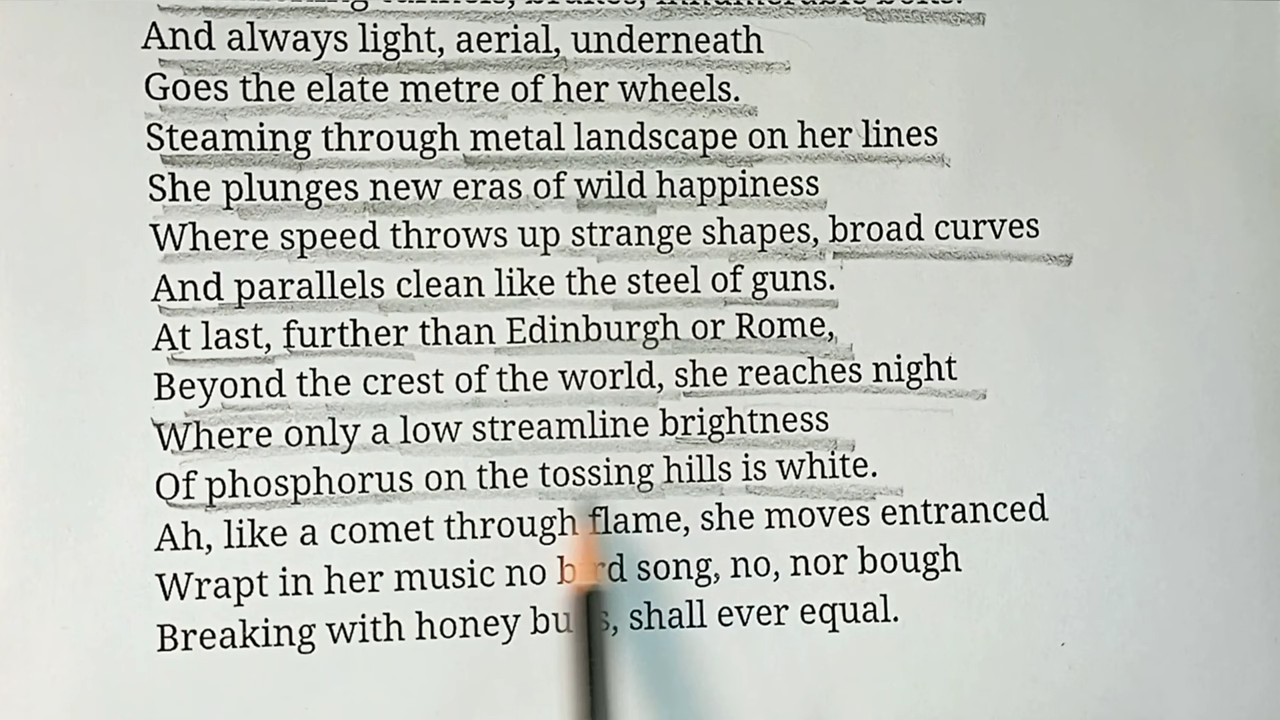 And always light, aerial, underneath
Goes the elate metre of her wheels.
Steaming through metal landscape on her lines
She plunges new eras of wild happiness
Where speed throws up strange shapes, broad curves
And parallels clean like the steel of guns.
At last, further than Edinburgh or Rome,
Beyond the crest of the world, she reaches night
Where only a low streamline brightness
Of phosphorus on the tossing hills is white.
Ah, like a comet through flame, she moves entranced
Wrapt in her music no song, no, nor bough
Breaking with honey shall ever equal.